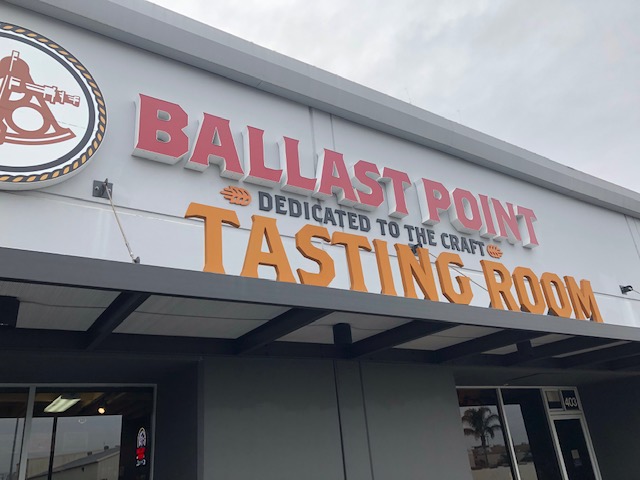 BALLAST POINT
DEDICATED TO THE CRAFT
TASTING ROOM
403